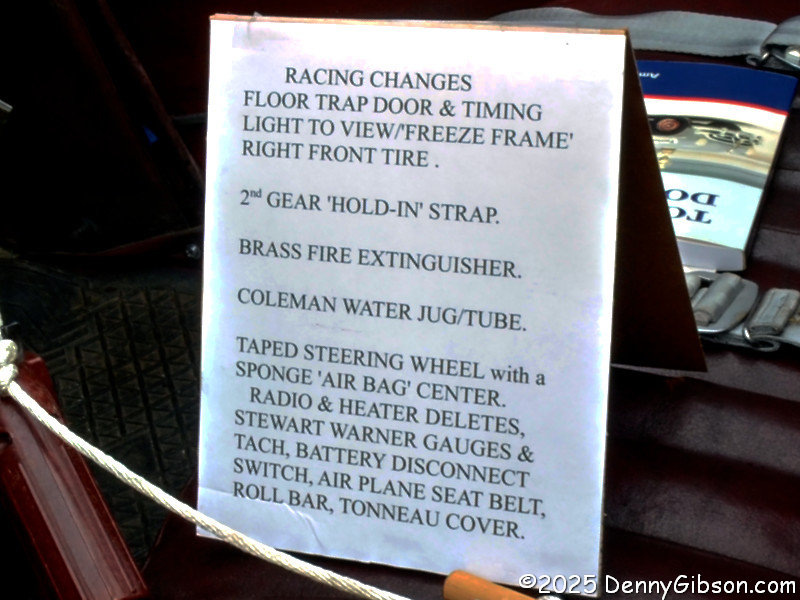 RACING CHANGES
FLOOR TRAP DOOR & TIMING
LIGHT TO VIEW/'FREEZE FRAME'
RIGHT FRONT TIRE .
2nd GEAR 'HOLD-IN' STRAP.
BRASS FIRE EXTINGUISHER.
COLEMAN WATER JUG/TUBE.
TAPED STEERING WHEEL with a
SPONGE 'AIR BAG' CENTER.
RADIO & HEATER DELETES,
STEWART WARNER GAUGES &
TACH, BATTERY DISCONNECT
SWITCH, AIR PLANE SEAT BELT,
ROLL BAR, TONNEAU COVER.
©2025 DennyGibson.com